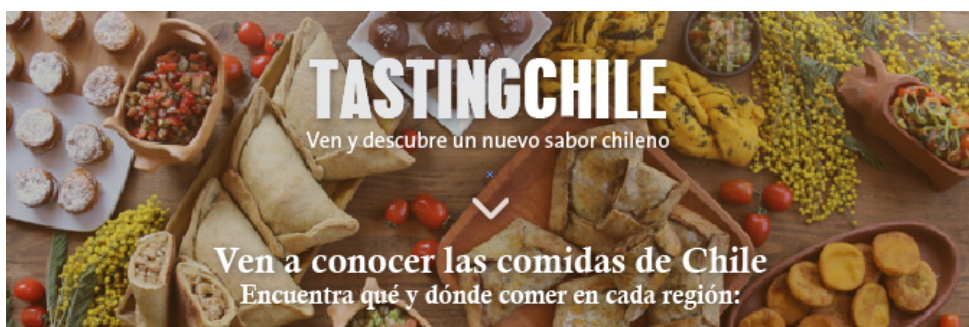 TASTINGCHILE
Ven y descubre un nuevo sabor chileno
Ven a conocer las comidas de Chile
Encuentra qué y dónde comer en cada región: